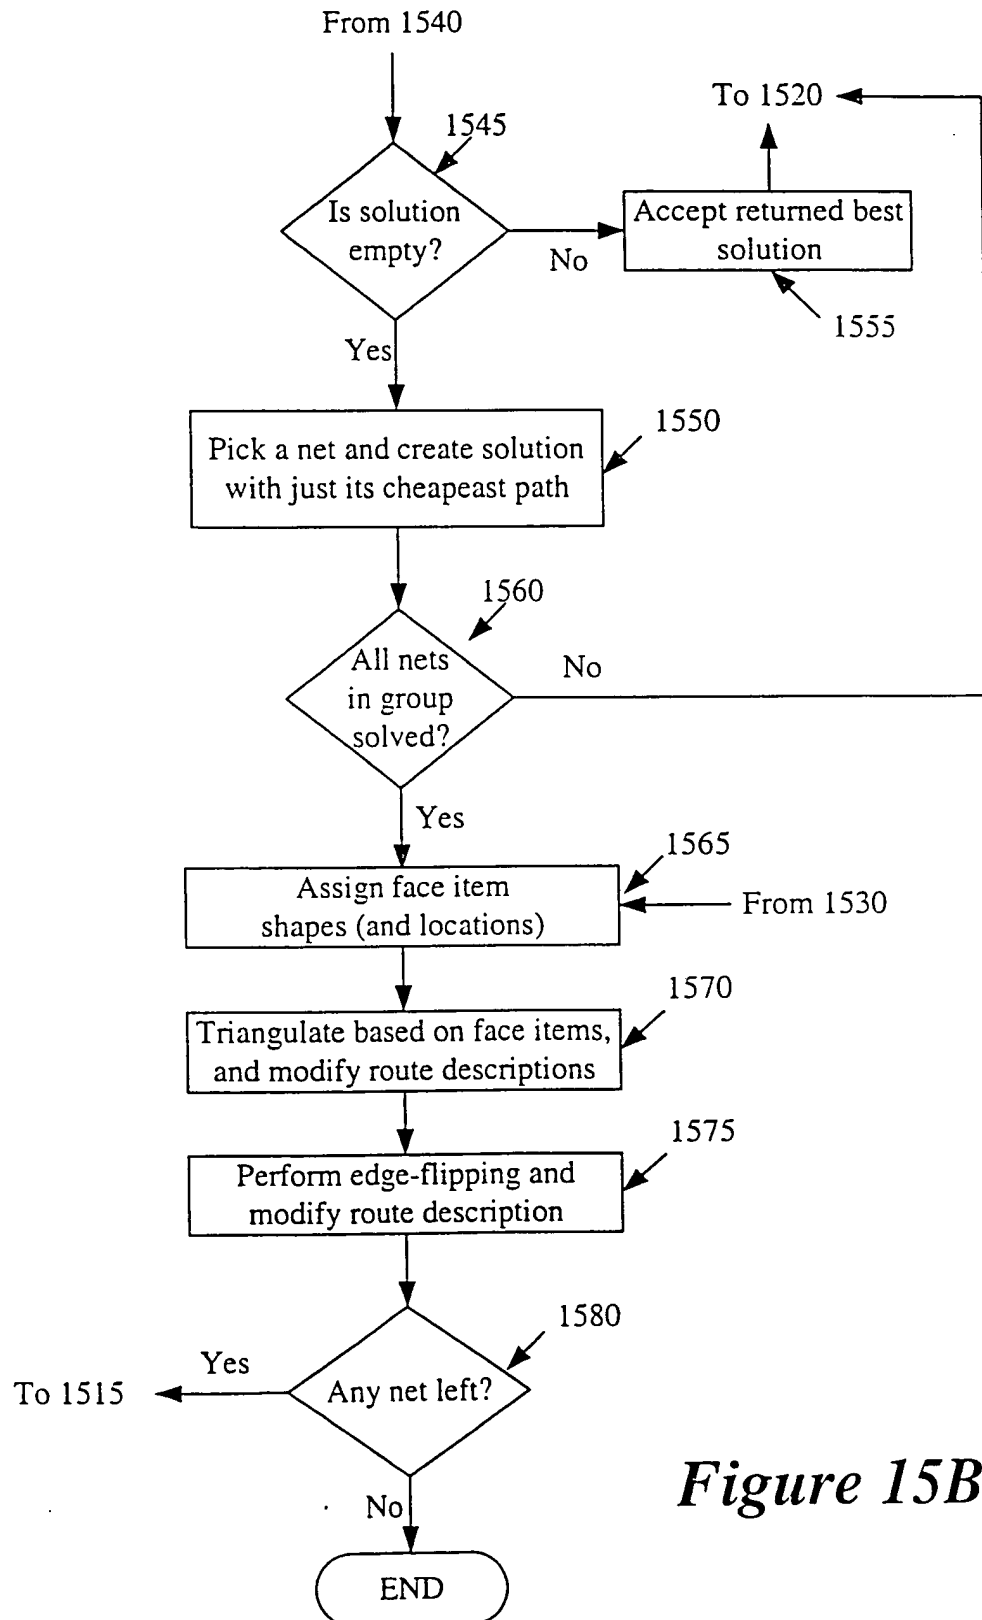 From 1540
To 1520
1545
Is solution
empty?
No
Accept returned best
solution
1555
Yes
1550
Pick a net and create solution
with just its cheapeast path
1560
All nets
in group
solved?
No
Yes
1565
Assign face item
shapes (and locations)
From 1530
1570
Triangulate based on face items,
and modify route descriptions
1575
Perform edge-flipping and
modify route description
1580
Any net left?
Yes
To 1515
No
END
Figure 15B